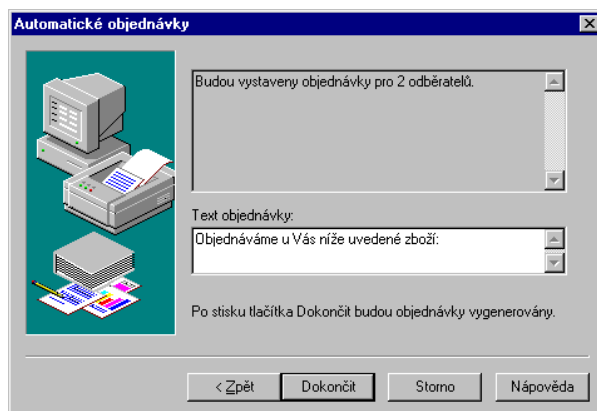 Automatické objednávky
Budou vystaveny objednávky pro 2 odběratelů.
Text objednávky:
Objednáváme u Vás níže uvedené zboží:
Po stisku tlačítka Dokončit budou objednávky vygenerovány.
< Zpět
Dokončit
Storno
Nápověda